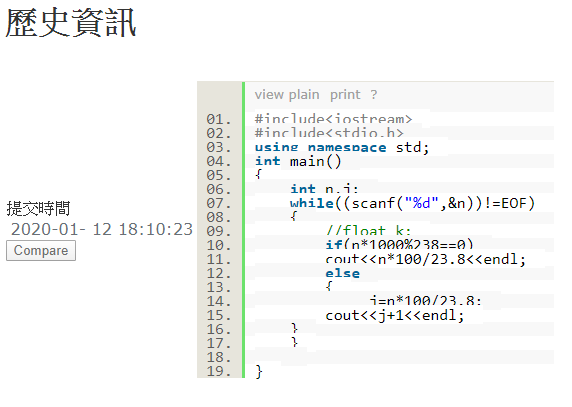 歷史資訊
view plain print ?
01. #include<iostream>
02. #include<stdio.h>
03. using namespace std;
04. int main()
05. {
06. int n,j;
07. while((scanf("%d",&n))!=EOF)
08. {
09. //float k;
10. if(n*1000%238==0)
11. cout<<n*100/23.8<<endl;
12. else
13. {
14. j=n*100/23.8;
15. cout<<j+1<<endl;
16. }
17. }
18.
19. }
提交時間
2020-01- 12 18:10:23
Compare